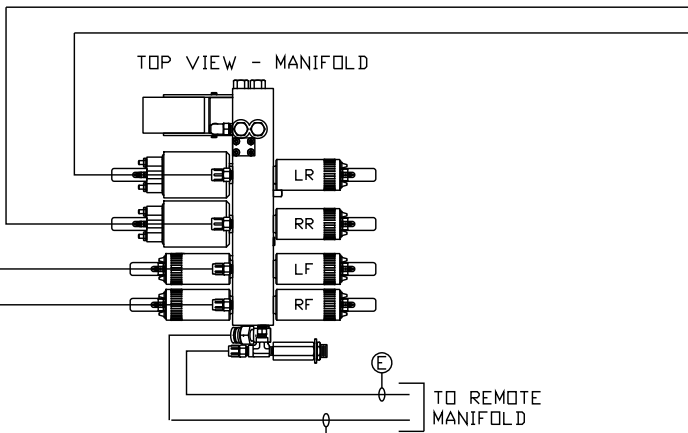 TOP VIEW - MANIFOLD
LR
RR
LF
RF
E
TO REMOTE
MANIFOLD